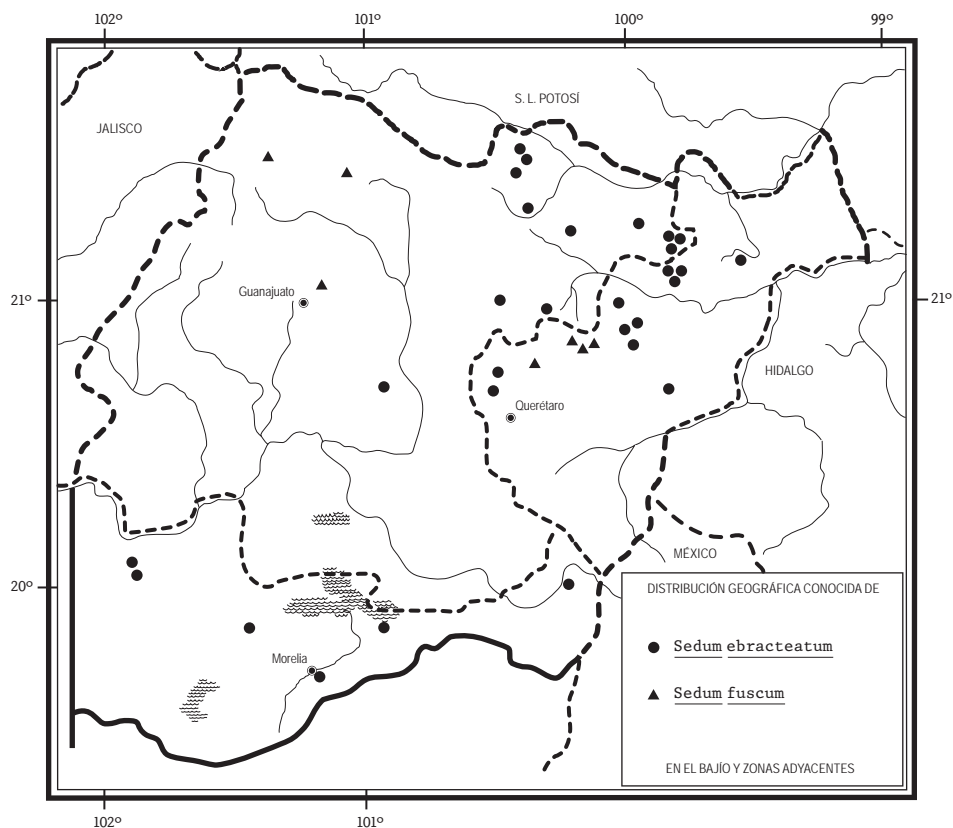 102º 101º 100º 99º
S. L. POTOSÍ
JALISCO
Guanajuato
21º 21º
HIDALGO
Querétaro
MÉXICO
20º
DISTRIBUCIÓN GEOGRÁFICA CONOCIDA DE
Sedum ebracteatum
Morelia
Sedum fuscum
EN EL BAJÍO Y ZONAS ADYACENTES
102º 101º